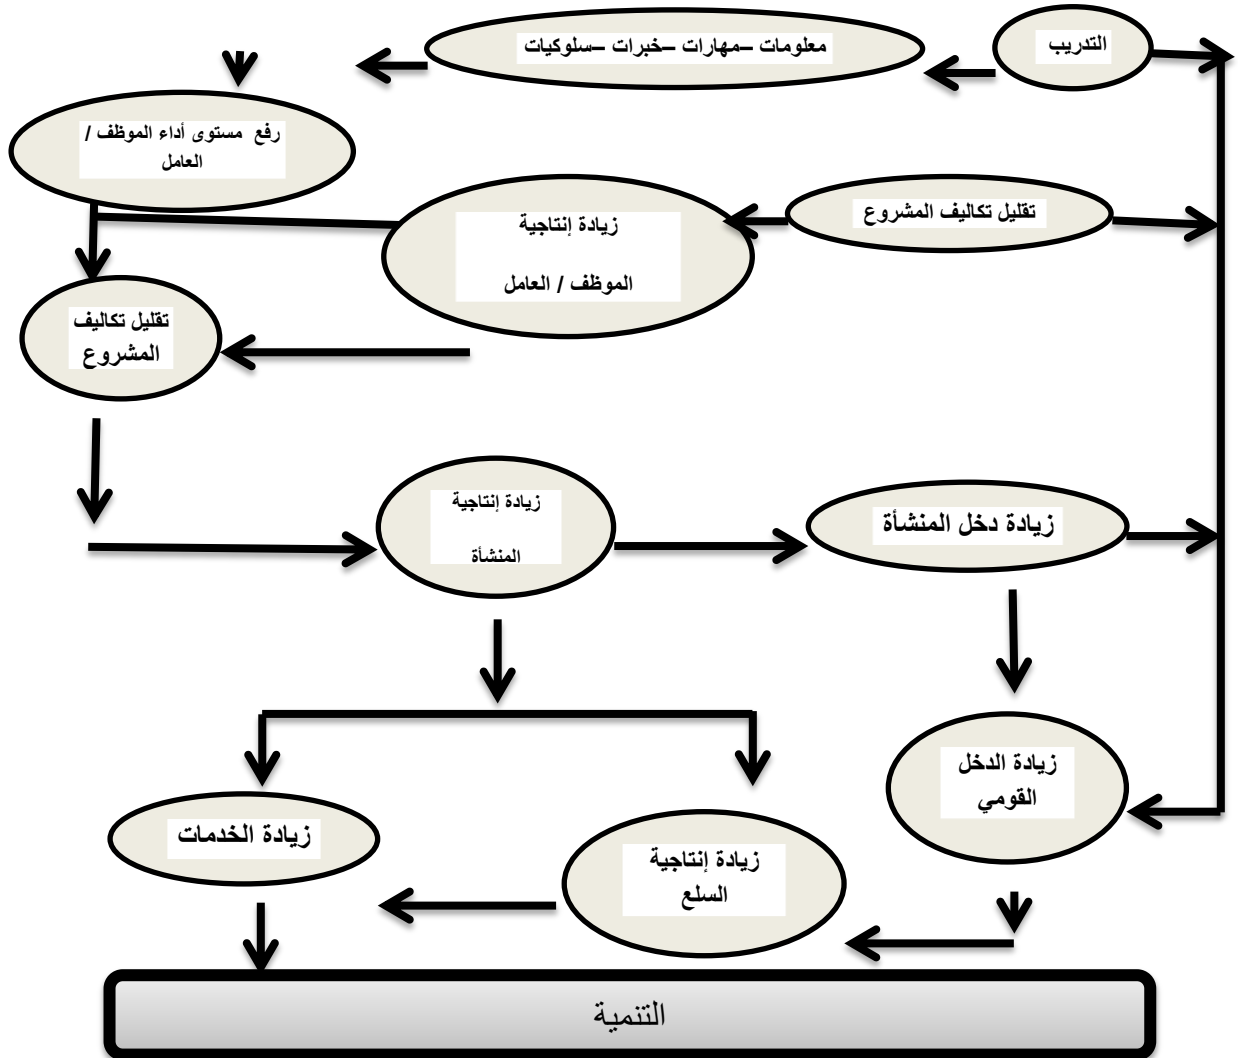 التدريب
معلومات –مهارات –خبرات –سلوكيات
رفع مستوى أداء الموظف /
العامل
تقليل تكاليف المشروع
زيادة إنتاجية
الموظف / العامل
تقليل تكاليف
المشروع
زيادة إنتاجية
المنشأة
زيادة دخل المنشأة
زيادة الدخل
القومي
زيادة إنتاجية
السلع
زيادة الخدمات
التنمية